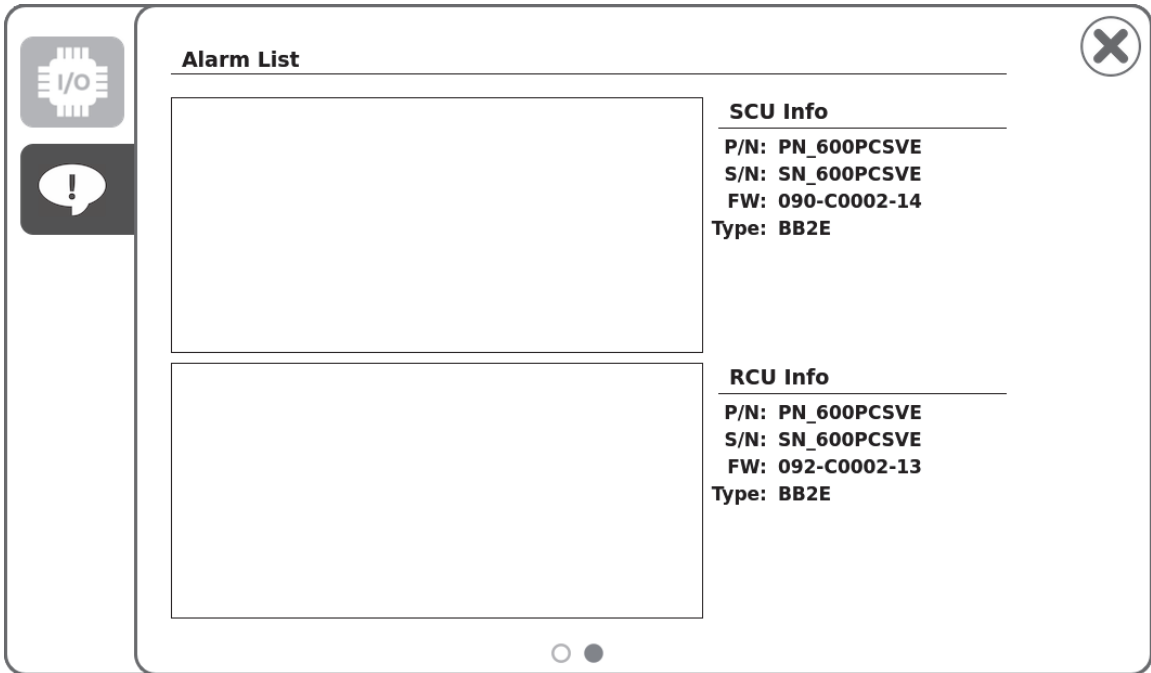 I/O
!
Alarm List
SCU Info
P/N: PN_600PCSVE
S/N: SN_600PCSVE
FW: 090-C0002-14
Type: BB2E
RCU Info
P/N: PN_600PCSVE
S/N: SN_600PCSVE
FW: 092-C0002-13
Type: BB2E